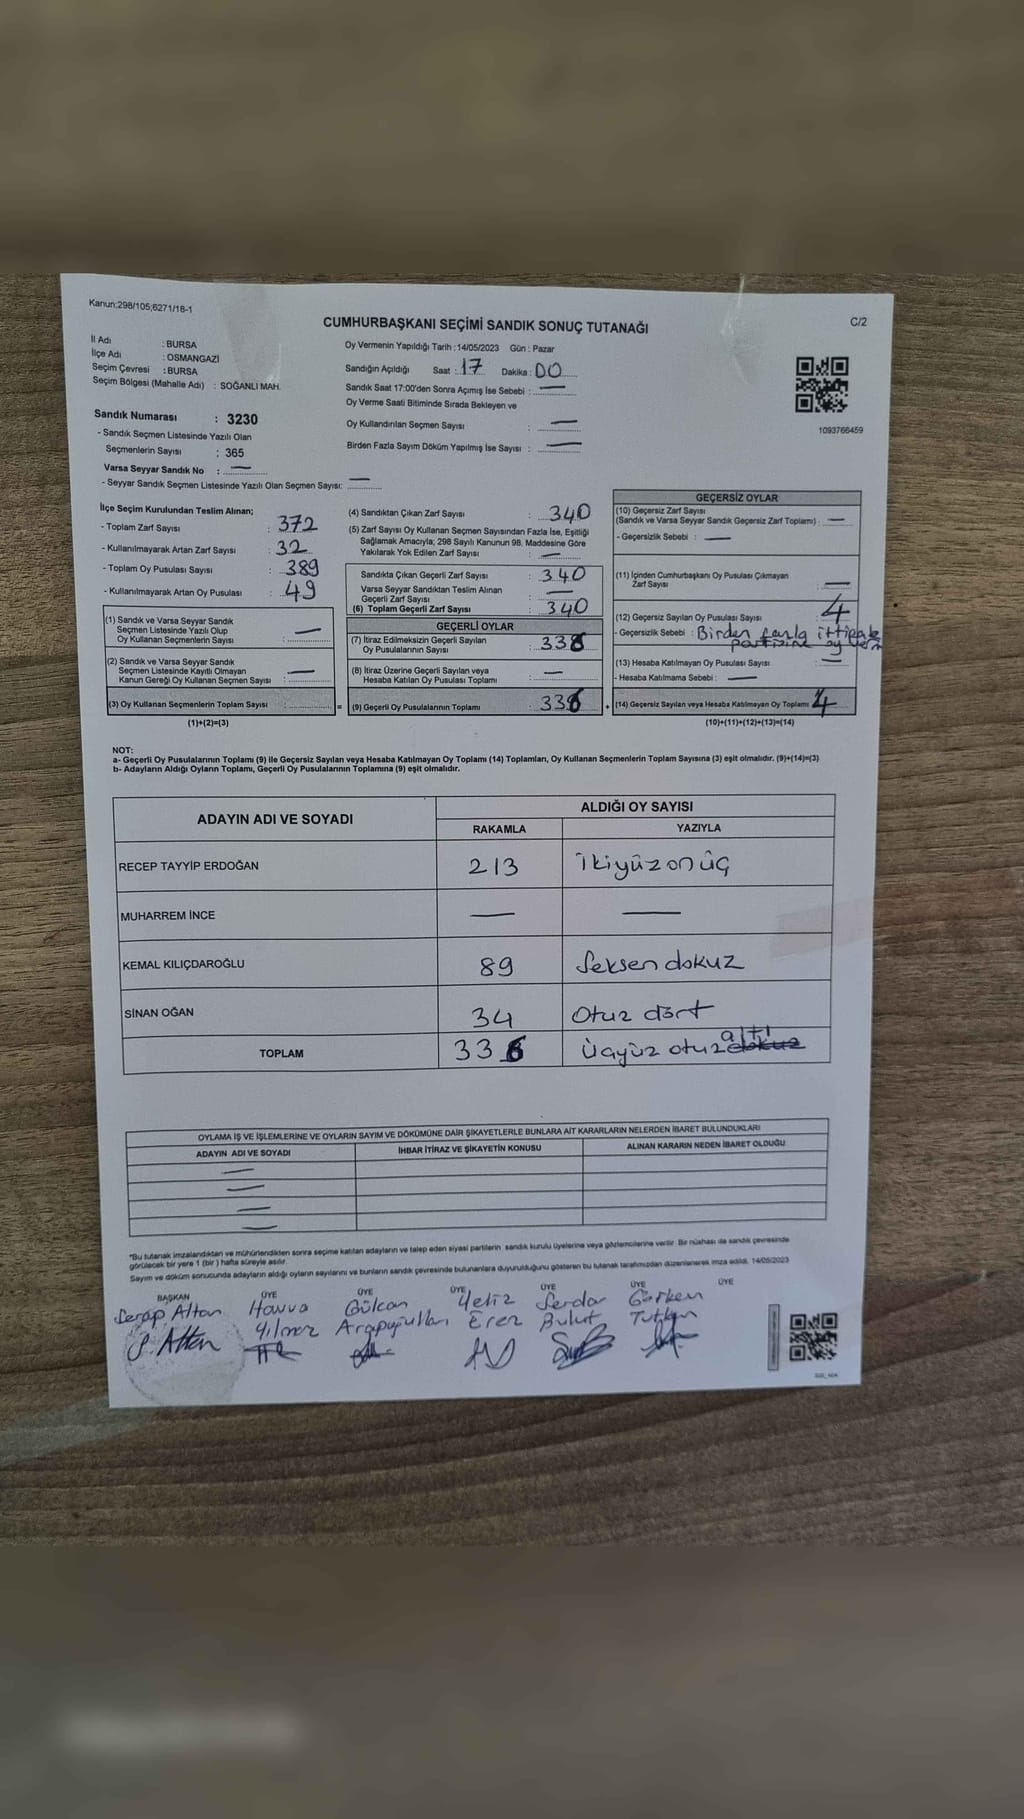 Kanun:298/105;6271/18-1
CUMHURBAŞKANI SEÇİMİ SANDIK SONUÇ TUTANAĞI
C/2
İl Adı : BURSA
İlçe Adı : OSMANGAZİ
Seçim Çevresi : BURSA
Seçim Bölgesi (Mahalle Adı) : SOĞANLI MAH.
Sandık Numarası : 3230
- Sandık Seçmen Listesinde Yazılı Olan
Seçmenlerin Sayısı : 365
Varsa Seyyar Sandık No : —
- Seyyar Sandık Seçmen Listesinde Yazılı Olan Seçmen Sayısı: —
Oy Vermenin Yapıldığı Tarih :14/05/2023 Gün : Pazar
Sandığın Açıldığı Saat : 17 Dakika : 00
Sandık Saat 17:00'den Sonra Açımış İse Sebebi : —
Oy Verme Saati Bitiminde Sırada Bekleyen ve
Oy Kullandırılan Seçmen Sayısı : —
Birden Fazla Sayım Döküm Yapılmış İse Sayısı : —
1093766459
İlçe Seçim Kurulundan Teslim Alınan;
- Toplam Zarf Sayısı : 372
- Kullanılmayarak Artan Zarf Sayısı : 32
- Toplam Oy Pusulası Sayısı : 389
- Kullanılmayarak Artan Oy Pusulası : 49
(1) Sandık ve Varsa Seyyar Sandık
Seçmen Listesinde Yazılı Olup
Oy Kullanan Seçmenlerin Sayısı : —
(2) Sandık ve Varsa Seyyar Sandık
Seçmen Listesinde Kayıtlı Olmayan
Kanun Gereği Oy Kullanan Seçmen Sayısı : —
(3) Oy Kullanan Seçmenlerin Toplam Sayısı :
(1)+(2)=(3)
(4) Sandıktan Çıkan Zarf Sayısı : 340
(5) Zarf Sayısı Oy Kullanan Seçmen Sayısından Fazla İse, Eşitliği
Sağlamak Amacıyla; 298 Sayılı Kanunun 98. Maddesine Göre
Yakılarak Yok Edilen Zarf Sayısı : —
Sandıkta Çıkan Geçerli Zarf Sayısı : 340
Varsa Seyyar Sandıktan Teslim Alınan
Geçerli Zarf Sayısı : —
(6) Toplam Geçerli Zarf Sayısı : 340
GEÇERLİ OYLAR
(7) İtiraz Edilmeksizin Geçerli Sayılan
Oy Pusulalarının Sayısı : 336
(8) İtiraz Üzerine Geçerli Sayılan veya
Hesaba Katılan Oy Pusulası Toplamı : —
=
(9) Geçerli Oy Pusulalarının Toplamı : 336
+
GEÇERSİZ OYLAR
(10) Geçersiz Zarf Sayısı
(Sandık ve Varsa Seyyar Sandık Geçersiz Zarf Toplamı) : —
- Geçersizlik Sebebi : —
(11) İçinden Cumhurbaşkanı Oy Pusulası Çıkmayan
Zarf Sayısı : —
(12) Geçersiz Sayılan Oy Pusulası Sayısı : 4
- Geçersizlik Sebebi : Birden fazla ittifak
partisine oy
(13) Hesaba Katılmayan Oy Pusulası Sayısı : —
- Hesaba Katılmama Sebebi : —
(14) Geçersiz Sayılan veya Hesaba Katılmayan Oy Toplamı : 4
(10)+(11)+(12)+(13)=(14)
NOT:
a- Geçerli Oy Pusulalarının Toplamı (9) ile Geçersiz Sayılan veya Hesaba Katılmayan Oy Toplamı (14) Toplamları, Oy Kullanan Seçmenlerin Toplam Sayısına (3) eşit olmalıdır. (9)+(14)=(3)
b- Adayların Aldığı Oyların Toplamı, Geçerli Oy Pusulalarının Toplamına (9) eşit olmalıdır.
ADAYIN ADI VE SOYADI
ALDIĞI OY SAYISI
RAKAMLA YAZIYLA
RECEP TAYYİP ERDOĞAN 213 İkiyüzonüç
MUHARREM İNCE — —
KEMAL KILIÇDAROĞLU 89 Seksen dokuz
SİNAN OĞAN 34 Otuz dört
TOPLAM 336 Üçyüz otuz dokuz altı
OYLAMA İŞ VE İŞLEMLERİNE VE OYLARIN SAYIM VE DÖKÜMÜNE DAİR ŞİKAYETLERLE BUNLARA AİT KARARLARIN NELERDEN İBARET BULUNDUKLARI
ADAYIN ADI VE SOYADI İHBAR İTİRAZ VE ŞİKAYETİN KONUSU ALINAN KARARIN NEDEN İBARET OLDUĞU
—
—
—
—
*Bu tutanak imzalandıktan ve mühürlendikten sonra seçime katılan adayların ve talep eden siyasi partilerin sandık kurulu üyelerine veya gözlemcilerine verilir. Bir nüshası da sandık çevresinde
görülecek bir yere 1 (bir) hafta süreyle asılır.
Sayım ve döküm sonucunda adayların aldığı oyların sayılarını ve bunların sandık çevresinde bulunanlara duyurulduğunu gösteren bu tutanak tarafımızdan düzenlenerek imza edildi. 14/05/2023
BAŞKAN ÜYE ÜYE ÜYE ÜYE ÜYE ÜYE
Serap Altan Havva Gülcan Yeliz Serdar Görkem
Yılmaz Arapoğulları Eren Bulut
S. Altan